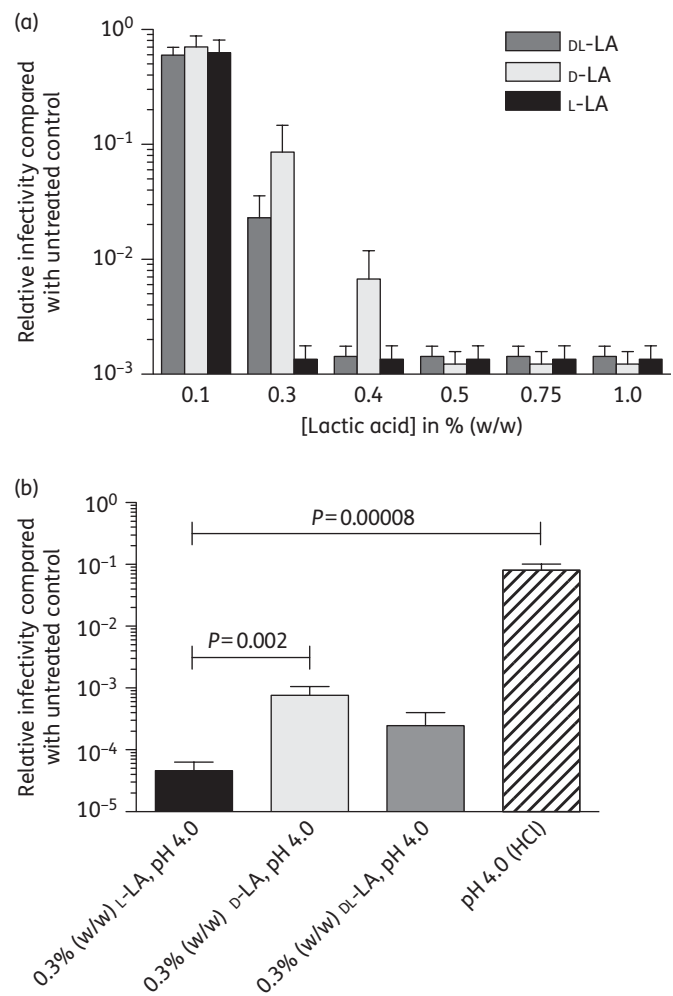 (a)
10⁰
10⁻¹
10⁻²
10⁻³
Relative infectivity compared
with untreated control
DL-LA
D-LA
L-LA
0.1 0.3 0.4 0.5 0.75 1.0
[Lactic acid] in % (w/w)
(b)
10⁰
10⁻¹
10⁻²
10⁻³
10⁻⁴
10⁻⁵
Relative infectivity compared
with untreated control
P=0.00008
P=0.002
0.3% (w/w) L-LA, pH 4.0
0.3% (w/w) D-LA, pH 4.0
0.3% (w/w) DL-LA, pH 4.0
pH 4.0 (HCl)